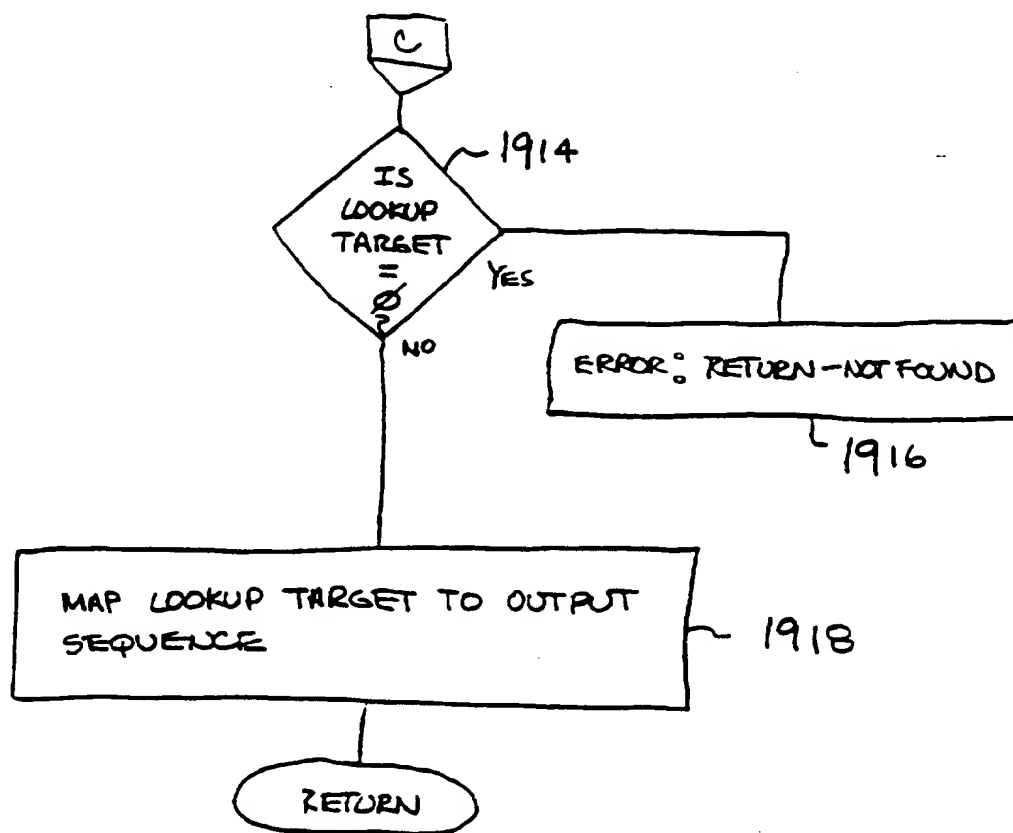 C
1914
IS
LOOKUP
TARGET
=
Ø
YES
NO
ERROR: RETURN-NOT FOUND
1916
MAP LOOKUP TARGET TO OUTPUT
SEQUENCE
1918
RETURN